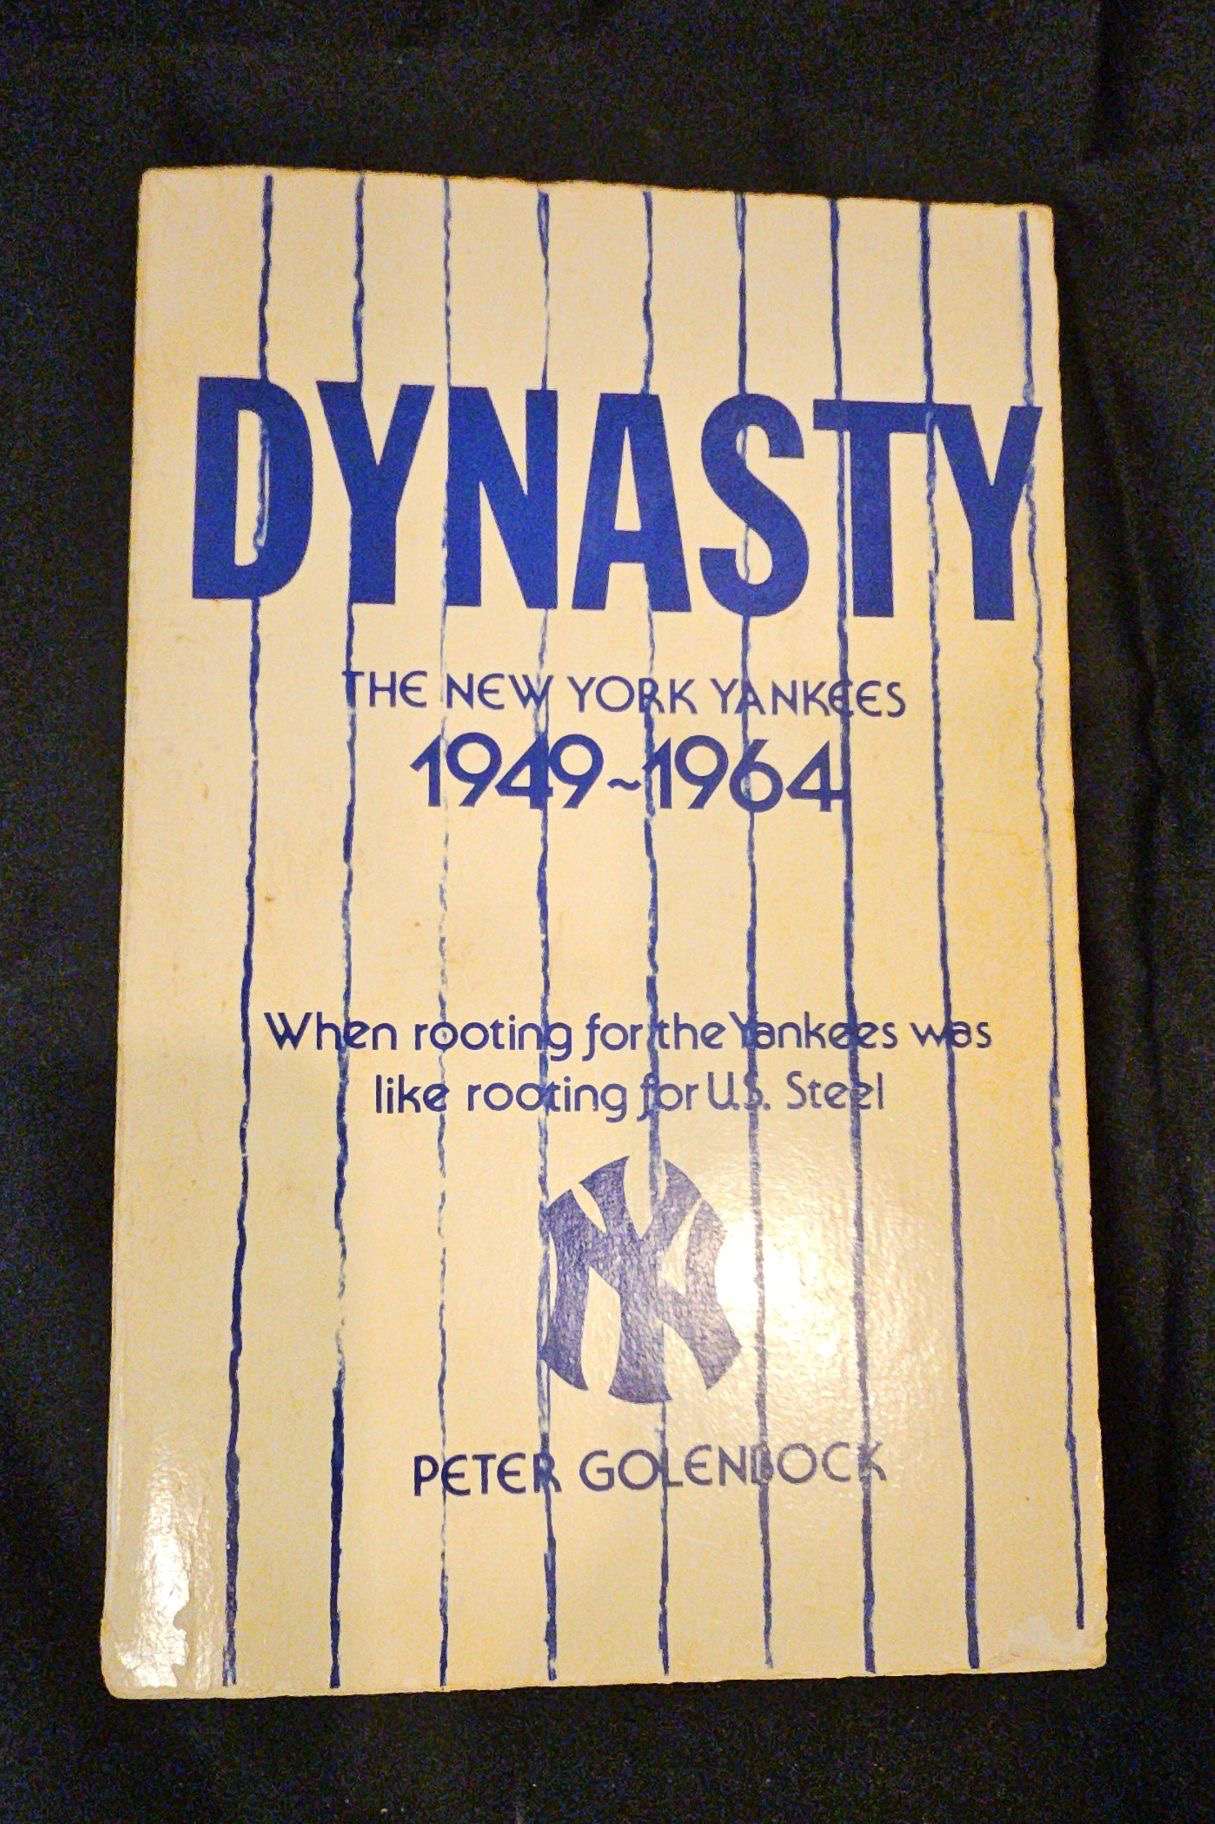 DYNASTY
THE NEW YORK YANKEES
1949~1964
When rooting for the Yankees was
like rooting for U.S. Steel
NY
PETER GOLENBOCK